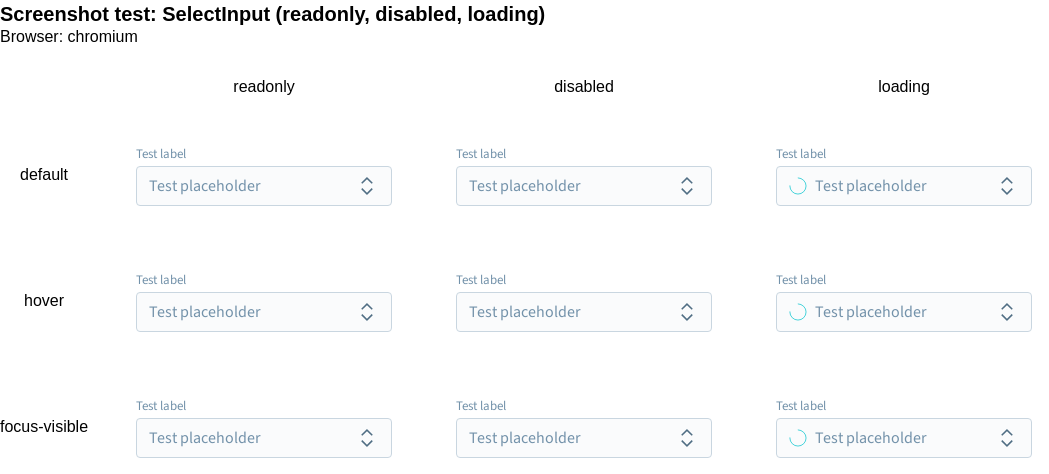 Screenshot test: SelectInput (readonly, disabled, loading)
Browser: chromium
readonly disabled loading
Test label Test label Test label
default Test placeholder Test placeholder Test placeholder
Test label Test label Test label
hover Test placeholder Test placeholder Test placeholder
Test label Test label Test label
focus-visible Test placeholder Test placeholder Test placeholder